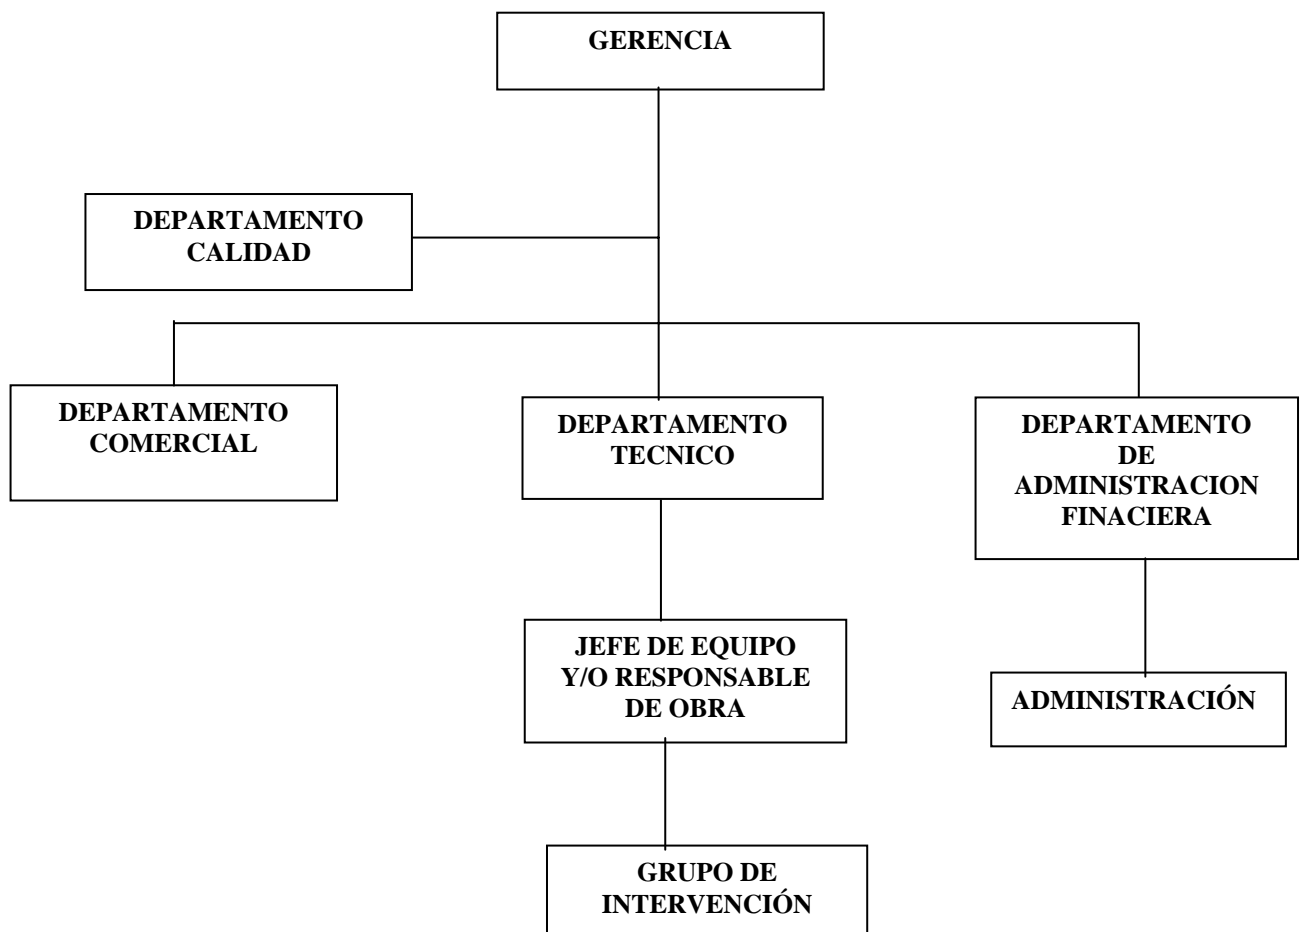 GERENCIA
DEPARTAMENTO
CALIDAD
DEPARTAMENTO
COMERCIAL
DEPARTAMENTO
TECNICO
DEPARTAMENTO
DE
ADMINISTRACION
FINACIERA
JEFE DE EQUIPO
Y/O RESPONSABLE
DE OBRA
ADMINISTRACIÓN
GRUPO DE
INTERVENCIÓN